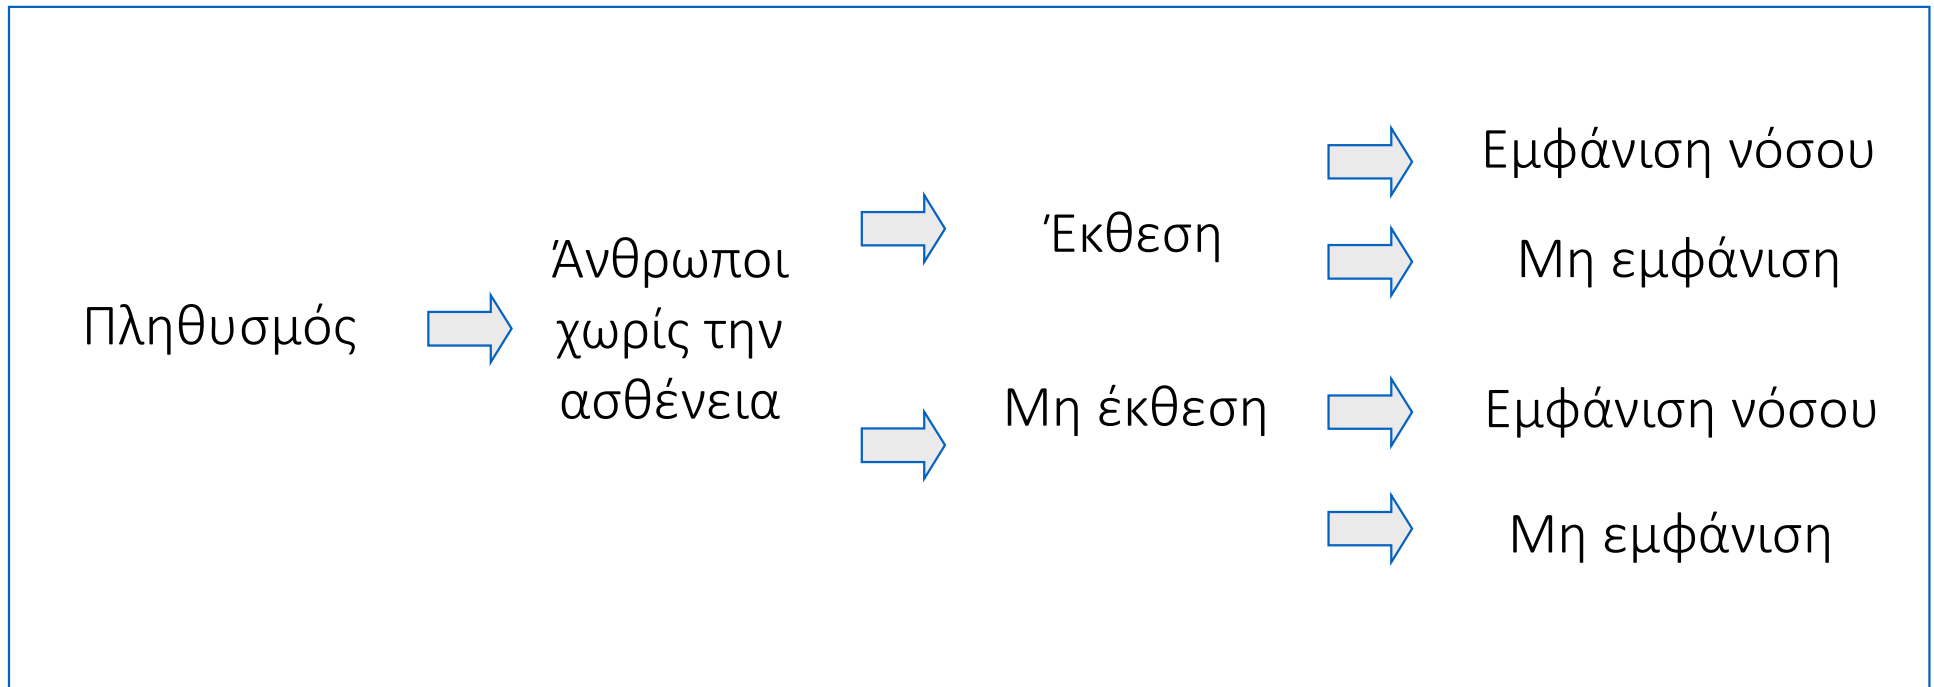 Πληθυσμός
Άνθρωποι
χωρίς την
ασθένεια
Έκθεση
Μη έκθεση
Εμφάνιση νόσου
Μη εμφάνιση
Εμφάνιση νόσου
Μη εμφάνιση